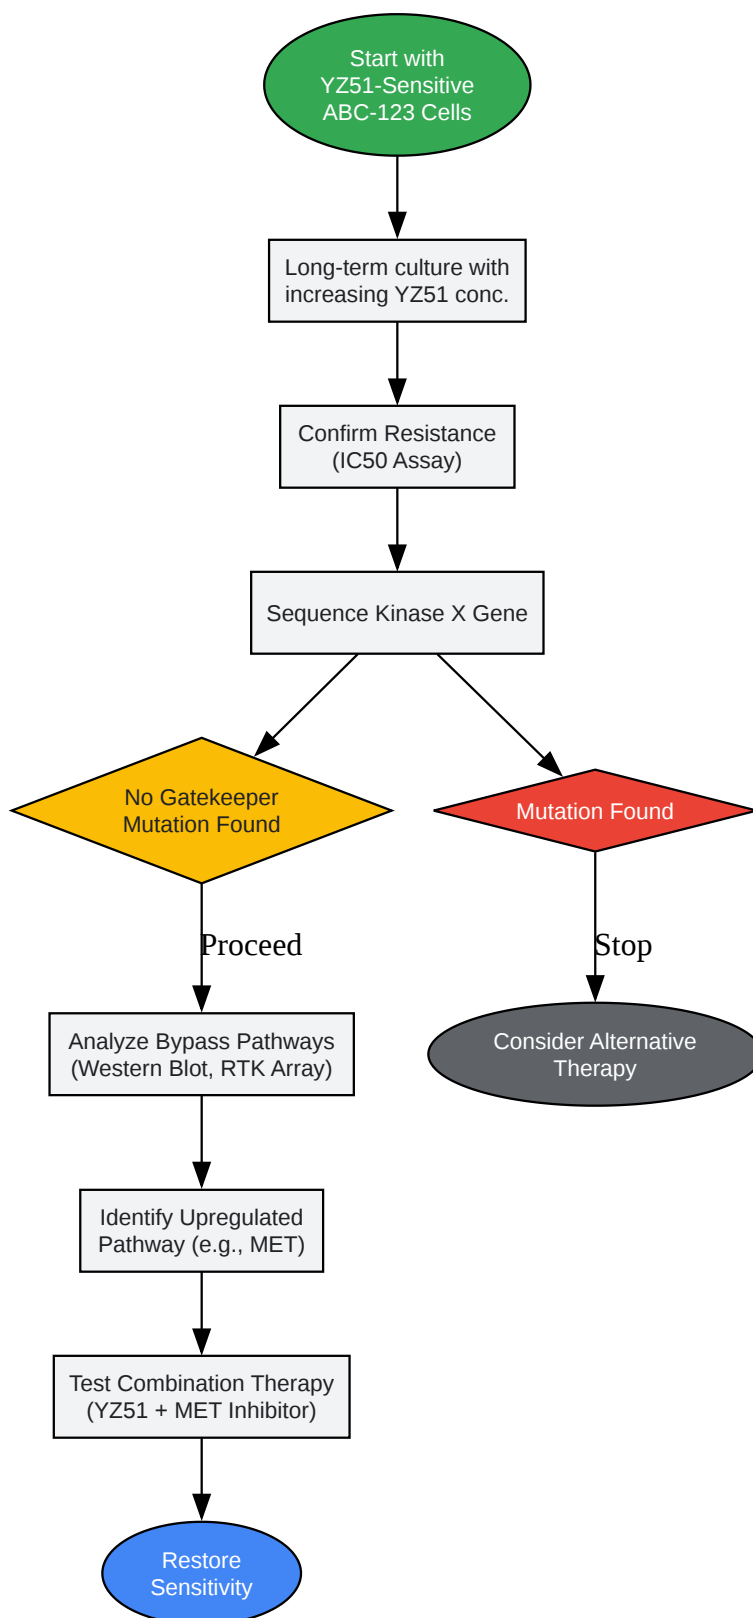 Start with
YZ51-Sensitive
ABC-123 Cells
Long-term culture with
increasing YZ51 conc.
Confirm Resistance
(IC50 Assay)
Sequence Kinase X Gene
No Gatekeeper
Mutation Found
Mutation Found
Proceed
Stop
Analyze Bypass Pathways
(Western Blot, RTK Array)
Consider Alternative
Therapy
Identify Upregulated
Pathway (e.g., MET)
Test Combination Therapy
(YZ51 + MET Inhibitor)
Restore
Sensitivity